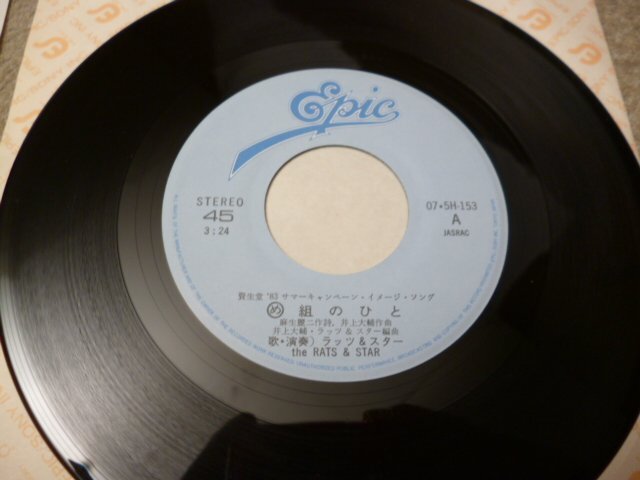 Epic
STEREO
45
3:24
07・5H-153
A
JASRAC
資生堂 '83 サマーキャンペーン・イメージ・ソング
め組のひと
麻生麗二作詩, 井上大輔作曲
井上大輔・ラッツ & スター編曲
歌・演奏) ラッツ&スター
the RATS & STAR